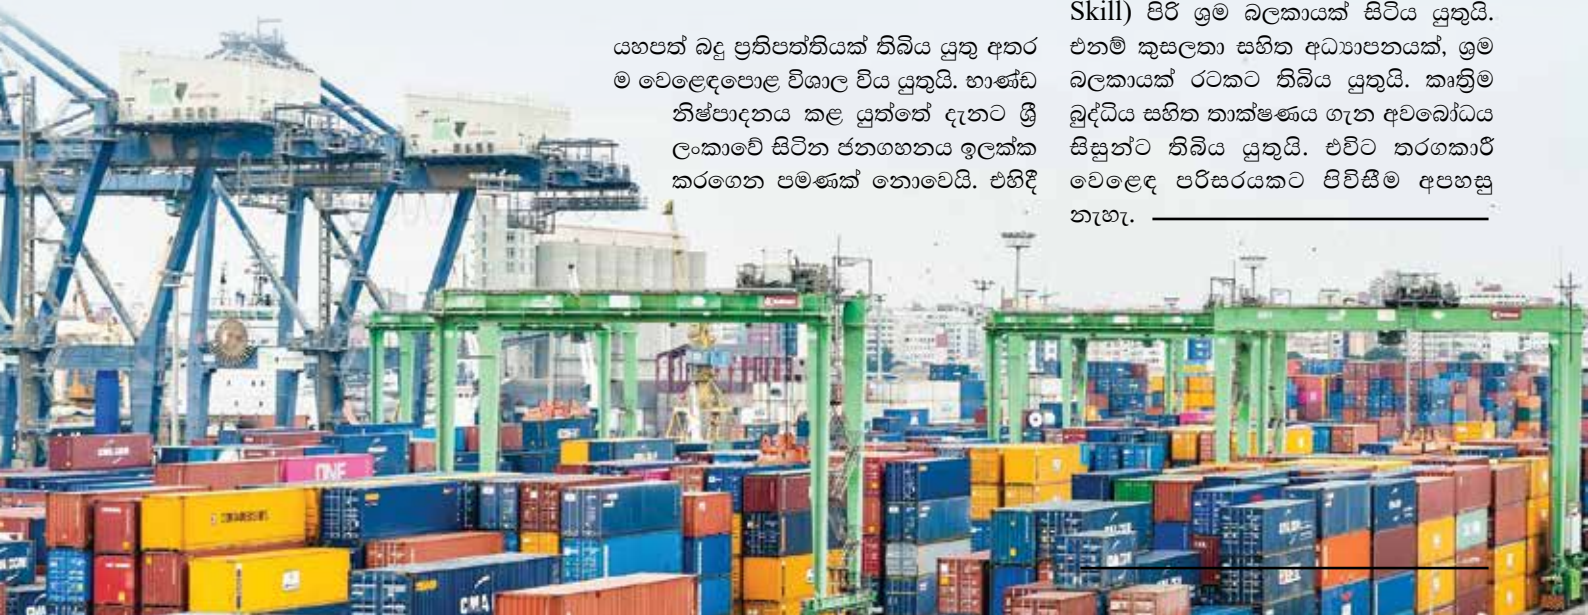 යහපත් බදු ප්‍රතිපත්තියක් තිබිය යුතු අතර
ම වෙළෙඳපොළ විශාල විය යුතුයි. භාණ්ඩ
නිෂ්පාදනය කළ යුත්තේ දැනට ශ්‍රී
ලංකාවේ සිටින ජනගහනය ඉලක්ක
කරගෙන පමණක් නොවෙයි. එහිදී
Skill) පිරි ශ්‍රම බලකායක් සිටිය යුතුයි.
එනම් කුසලතා සහිත අධ්‍යාපනයක්, ශ්‍රම
බලකායක් රටකට තිබිය යුතුයි. කෘත්‍රිම
බුද්ධිය සහිත තාක්ෂණය ගැන අවබෝධය
සිසුන්ට තිබිය යුතුයි. එවිට තරගකාරී
වෙළෙඳ පරිසරයකට පිවිසීම අපහසු
නැහැ.
ONE
CMA